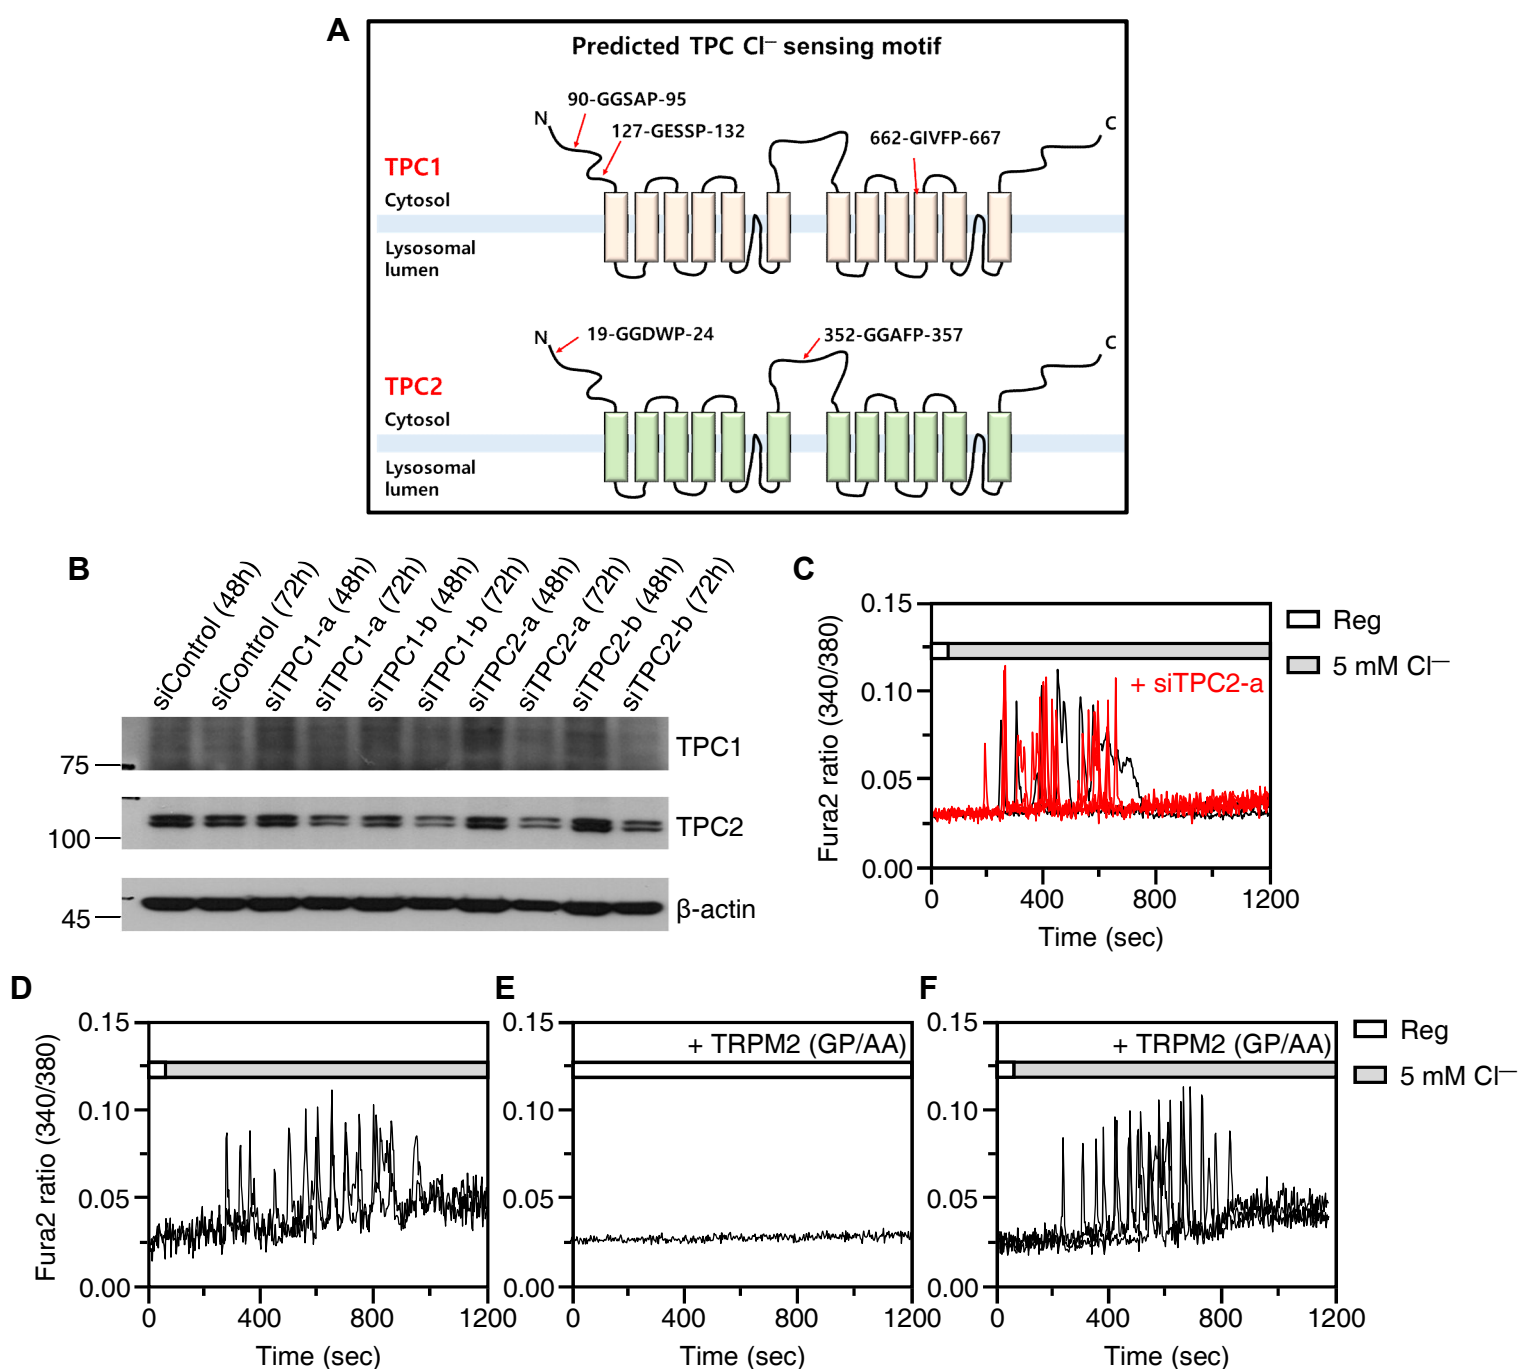 A
Predicted TPC Cl— sensing motif
N
90-GGSAP-95
127-GESSP-132
662-GIVFP-667
C
TPC1
Cytosol
Lysosomal
lumen
N
19-GGDWP-24
352-GGAFP-357
C
TPC2
Cytosol
Lysosomal
lumen
B
siControl (48h)
siControl (72h)
siTPC1-a (48h)
siTPC1-a (72h)
siTPC1-b (48h)
siTPC1-b (72h)
siTPC2-a (48h)
siTPC2-a (72h)
siTPC2-b (48h)
siTPC2-b (72h)
75
TPC1
100
TPC2
45
β-actin
C
Fura2 ratio (340/380)
0.15
0.10
0.05
0.00
+ siTPC2-a
0
400
800
1200
Time (sec)
Reg
5 mM Cl—
D
Fura2 ratio (340/380)
0.15
0.10
0.05
0.00
0
400
800
1200
Time (sec)
E
0.15
0.10
0.05
0.00
+ TRPM2 (GP/AA)
0
400
800
1200
Time (sec)
F
0.15
0.10
0.05
0.00
+ TRPM2 (GP/AA)
0
400
800
1200
Time (sec)
Reg
5 mM Cl—